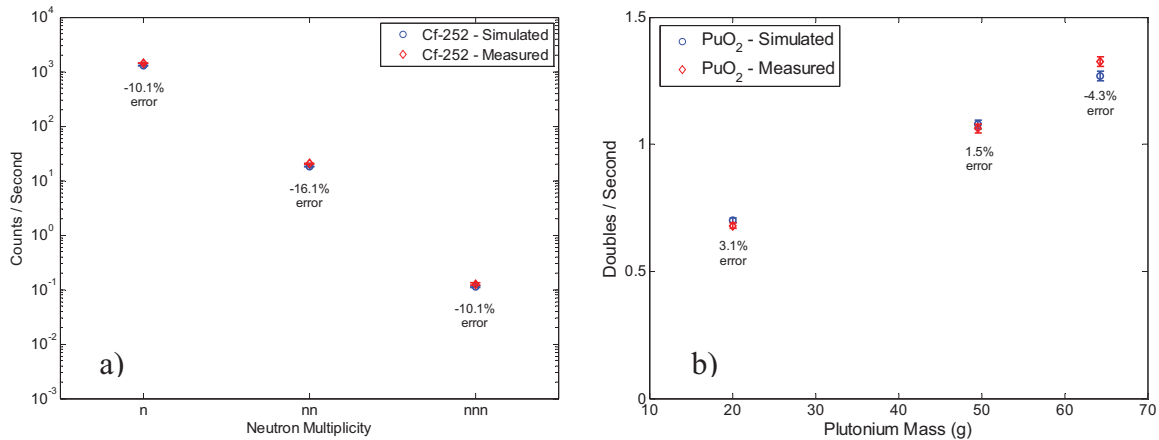 10^4
10^3
10^2
10^1
10^0
10^-1
10^-2
10^-3
Counts / Second
Cf-252 - Simulated
Cf-252 - Measured
-10.1%
error
-16.1%
error
-10.1%
error
a)
n nn nnn
Neutron Multiplicity
1.5
1
0.5
0
Doubles / Second
PuO2 - Simulated
PuO2 - Measured
-4.3%
error
1.5%
error
3.1%
error
b)
10 20 30 40 50 60 70
Plutonium Mass (g)